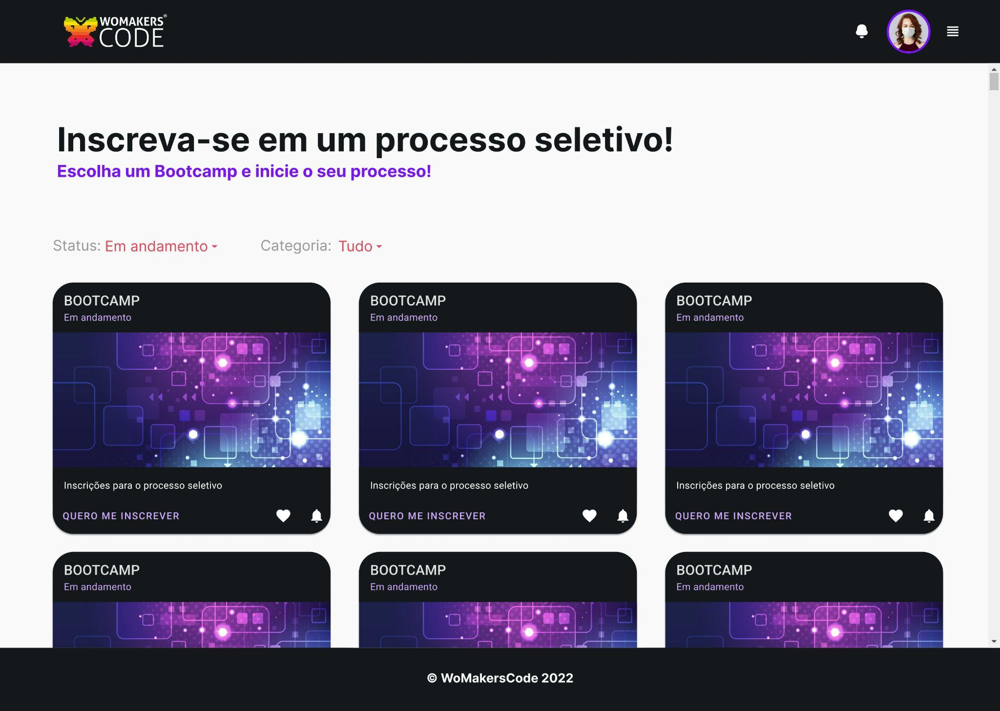 WOMAKERS®
CODE
Inscreva-se em um processo seletivo!
Escolha um Bootcamp e inicie o seu processo!
Status: Em andamento
Categoria: Tudo
BOOTCAMP
Em andamento
Inscrições para o processo seletivo
QUERO ME INSCREVER
BOOTCAMP
Em andamento
Inscrições para o processo seletivo
QUERO ME INSCREVER
BOOTCAMP
Em andamento
Inscrições para o processo seletivo
QUERO ME INSCREVER
BOOTCAMP
Em andamento
BOOTCAMP
Em andamento
BOOTCAMP
Em andamento
© WoMakersCode 2022